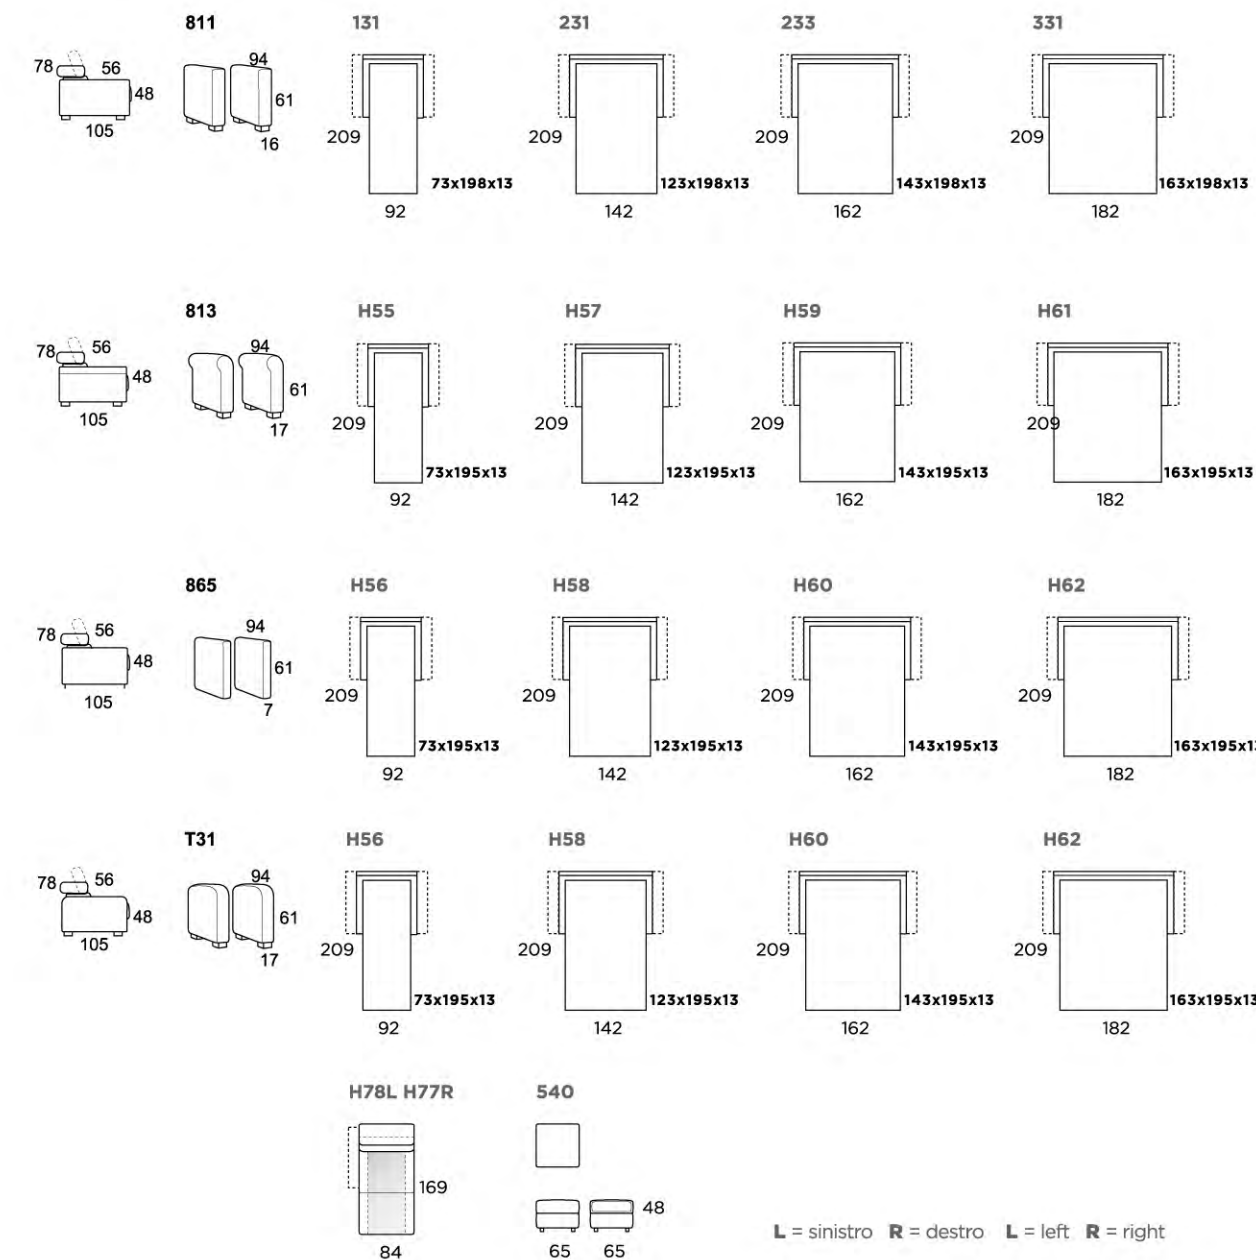 811 131 231 233 331
78 56 94
48 61
209 209 209 209
105 16
73x198x13 123x198x13 143x198x13 163x198x13
92 142 162 182
813 H55 H57 H59 H61
78 56 94
48 61
105 17 209 209 209 209
73x195x13 123x195x13 143x195x13 163x195x13
92 142 162 182
865 H56 H58 H60 H62
78 56 94
48 61
105 7 209 209 209 209
73x195x13 123x195x13 143x195x13
92 142 162 182
T31 H56 H58 H60 H62
78 56 94
48 61
105 17 209 209 209 209
73x195x13 123x195x13 143x195x13
92 142 162 182
H78L H77R 540
169
48
84 65 65
L = sinistro R = destro L = left R = right